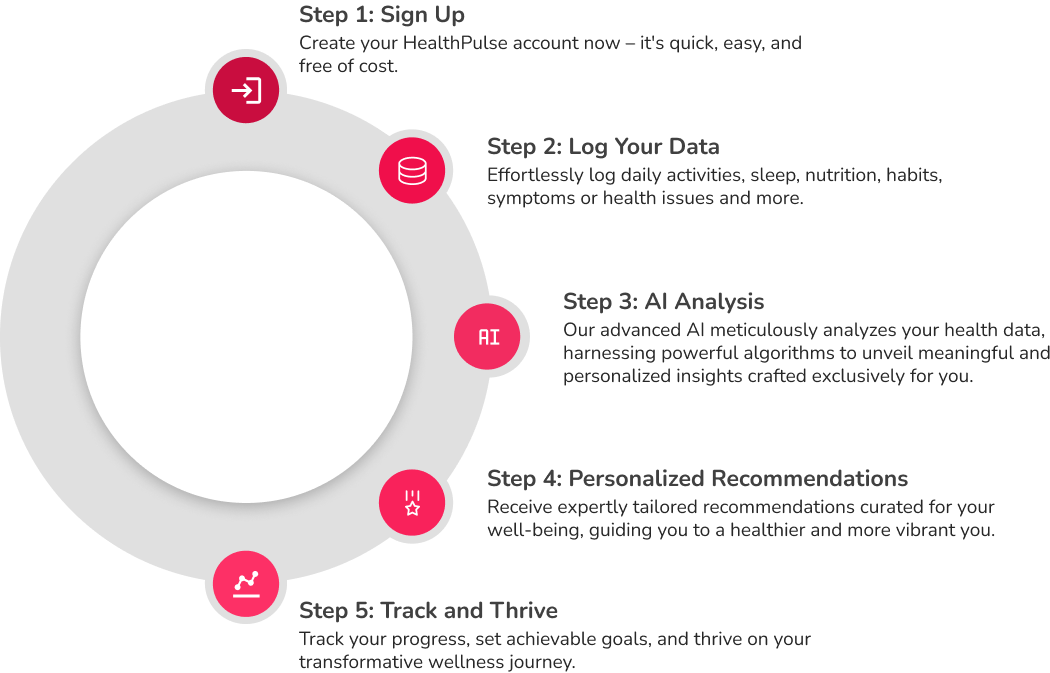 Step 1: Sign Up
Create your HealthPulse account now – it's quick, easy, and
free of cost.
Step 2: Log Your Data
Effortlessly log daily activities, sleep, nutrition, habits,
symptoms or health issues and more.
Step 3: AI Analysis
Our advanced AI meticulously analyzes your health data,
harnessing powerful algorithms to unveil meaningful and
personalized insights crafted exclusively for you.
AI
Step 4: Personalized Recommendations
Receive expertly tailored recommendations curated for your
well-being, guiding you to a healthier and more vibrant you.
Step 5: Track and Thrive
Track your progress, set achievable goals, and thrive on your
transformative wellness journey.